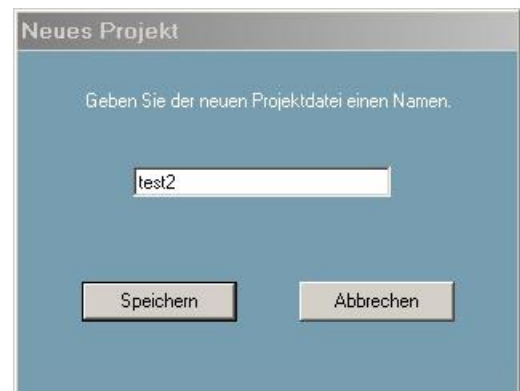 Neues Projekt
Geben Sie der neuen Projektdatei einen Namen.
test2
Speichern
Abbrechen